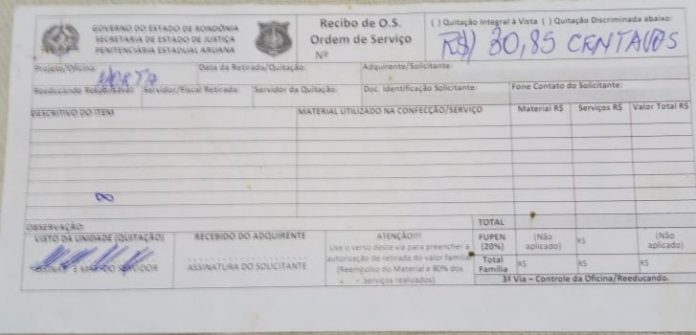 GOVERNO DO ESTADO DE RONDÔNIA
SECRETARIA DE ESTADO DE JUSTIÇA
PENITENCIÁRIA ESTADUAL ARUANA
Recibo de O.S.
Ordem de Serviço
Nº
( ) Quitação Integral à Vista ( ) Quitação Discriminada abaixo:
R$) 30,85 CENTAVOS
Projeto/Oficina:
HORTA
Data da Retirada/Quitação:
Adquirente/Solicitante:
Reeducando Responsável: Servidor/Fiscal Retirada: Servidor da Quitação: Doc. Identificação Solicitante: Fone Contato do Solicitante:
DESCRITIVO DO ITEM MATERIAL UTILIZADO NA CONFECÇÃO/SERVIÇO Material R$ Serviços R$ Valor Total R$
OBSERVAÇÃO:
TOTAL
VISTO DA UNIDADE (QUITAÇÃO)
ASSINAR E SERVIDOR
RECEBIDO DO ADQUIRENTE
ASSINATURA DO SOLICITANTE
ATENÇÃO!!!
Use o verso deste via para preencher a
autorização de retirada do valor familia
(Reembolso do Material e 80% dos
Serviços realizados)
FUPEN (20%) (Não aplicado) R$ (Não aplicado)
Total Família R$ R$ R$
3ª Via – Controle da Oficina/Reeducando.